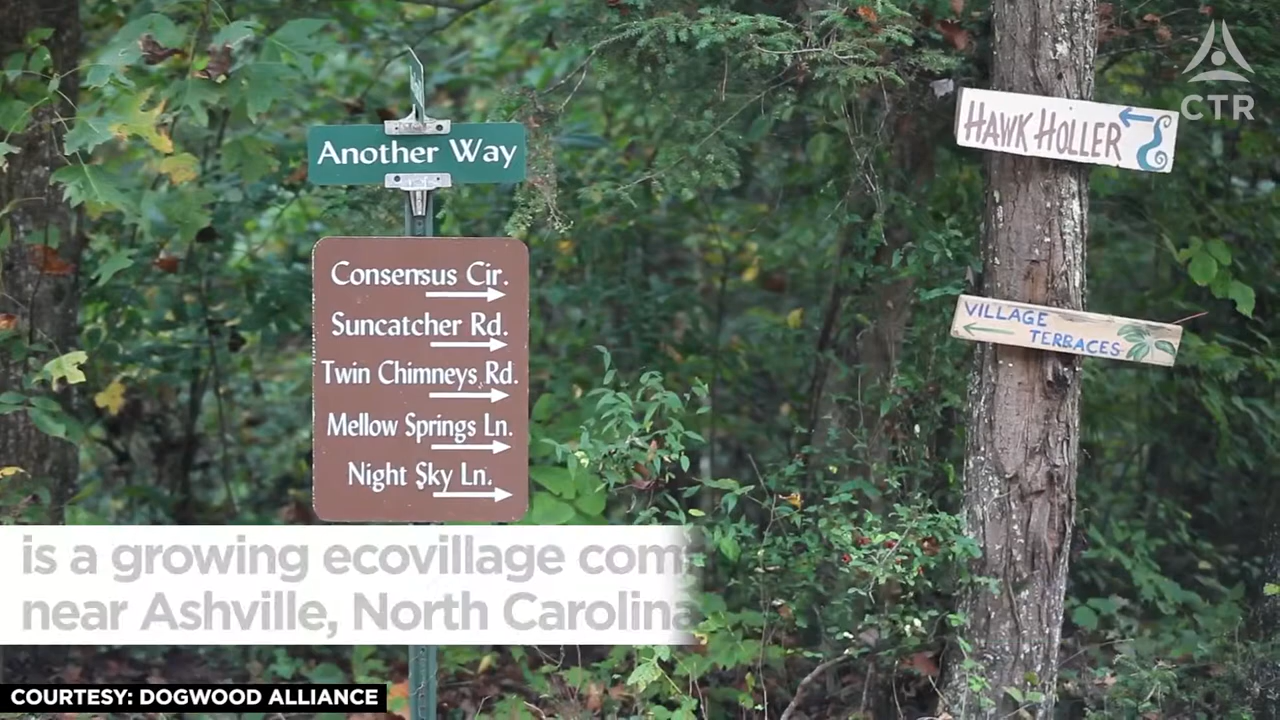 Another Way
Consensus Cir.
Suncatcher Rd.
Twin Chimneys Rd.
Mellow Springs Ln.
Night Sky Ln.
HAWK HOLLER
VILLAGE
TERRACES
CTR
is a growing ecovillage com
near Ashville, North Carolina
COURTESY: DOGWOOD ALLIANCE